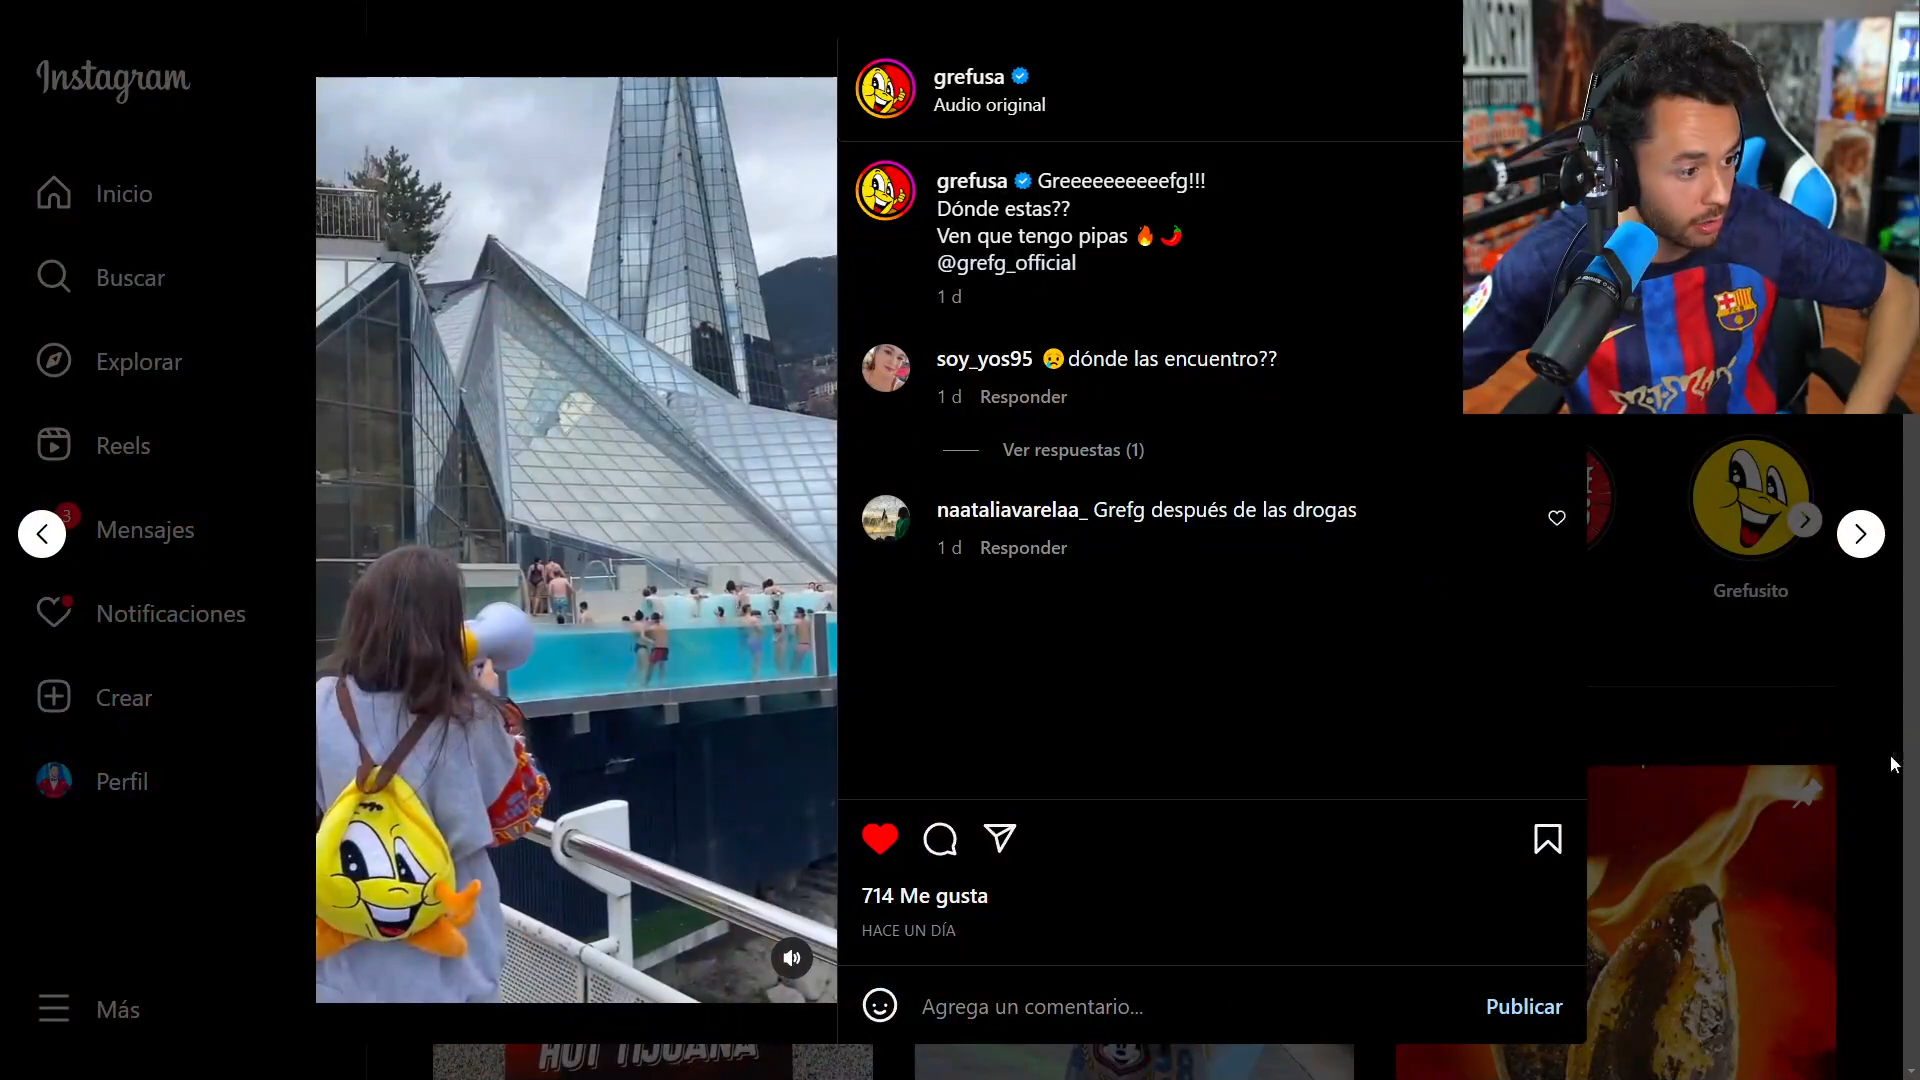 Instagram
Inicio
Buscar
Explorar
Reels
3
Mensajes
Notificaciones
Crear
Perfil
Más
grefusa
Audio original
grefusa Greeeeeeeeeefg!!!
Dónde estas??
Ven que tengo pipas 🔥 🌶️
@grefg_official
1 d
soy_yos95 😥dónde las encuentro??
1 d Responder
Ver respuestas (1)
naataliavarelaa_ Grefg después de las drogas
1 d Responder
714 Me gusta
HACE UN DÍA
Agrega un comentario...
Publicar
Grefusito
HOT TIJUANA